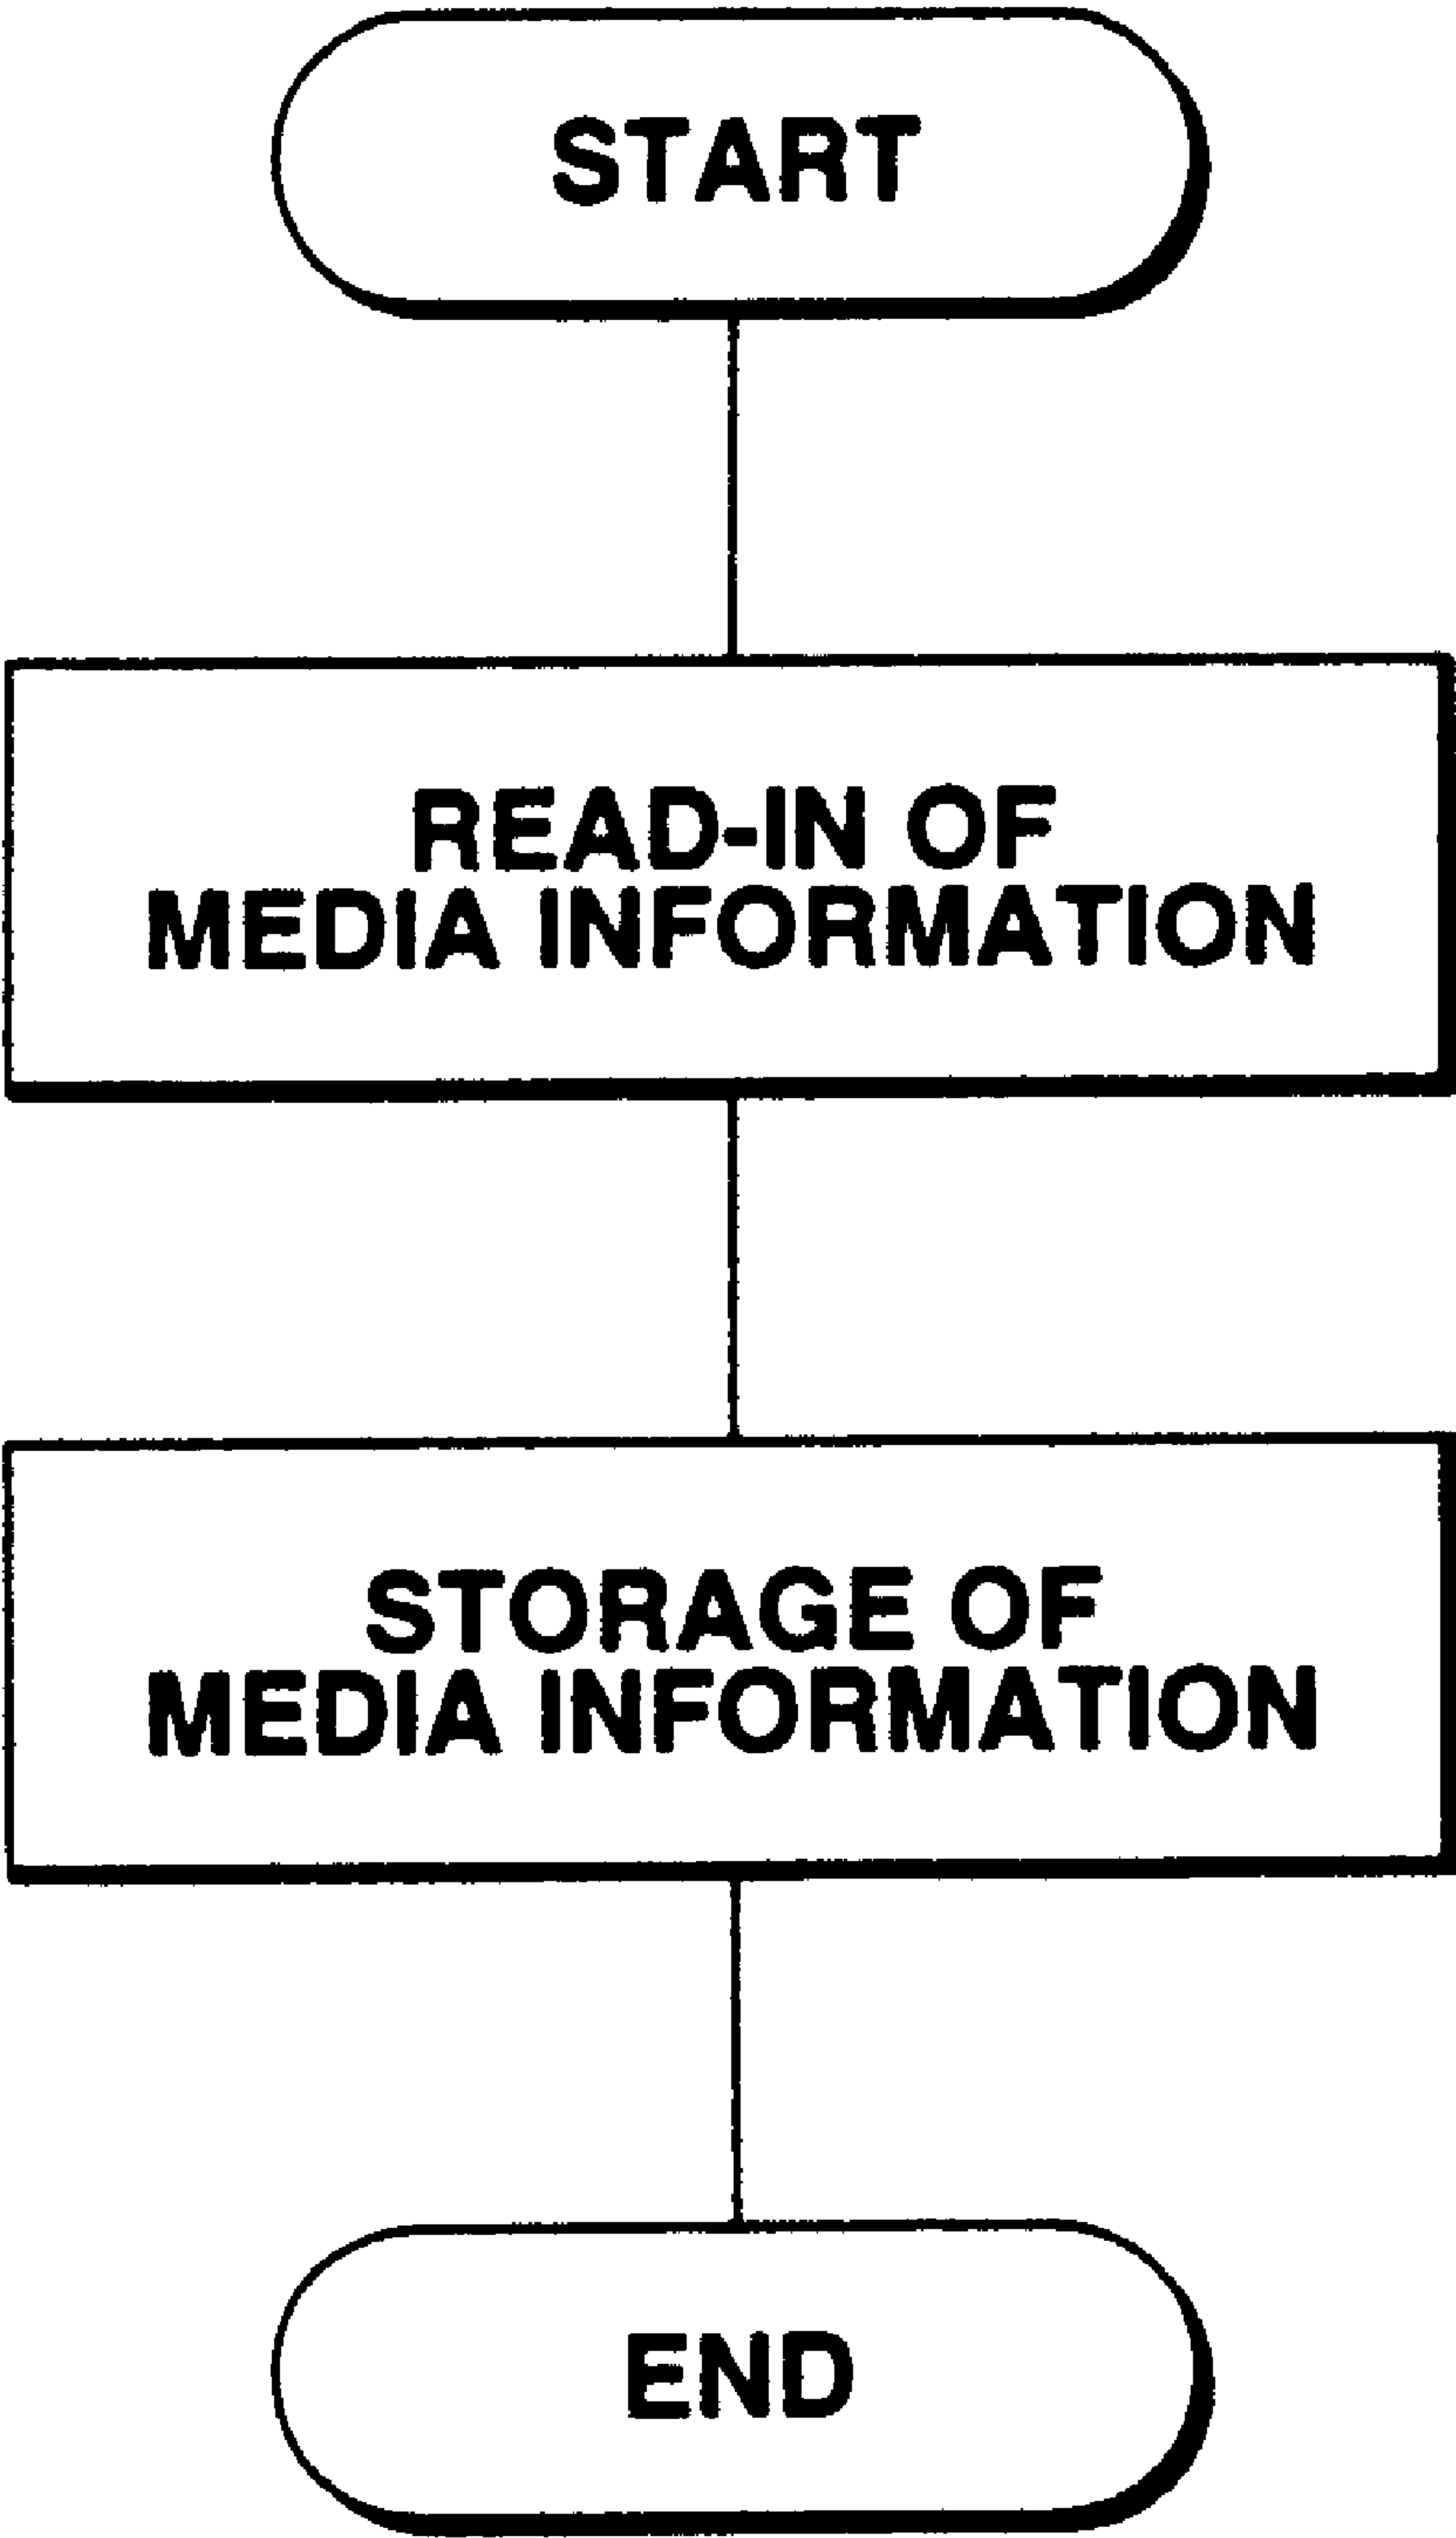 START
READ-IN OF
MEDIA INFORMATION
STORAGE OF
MEDIA INFORMATION
END